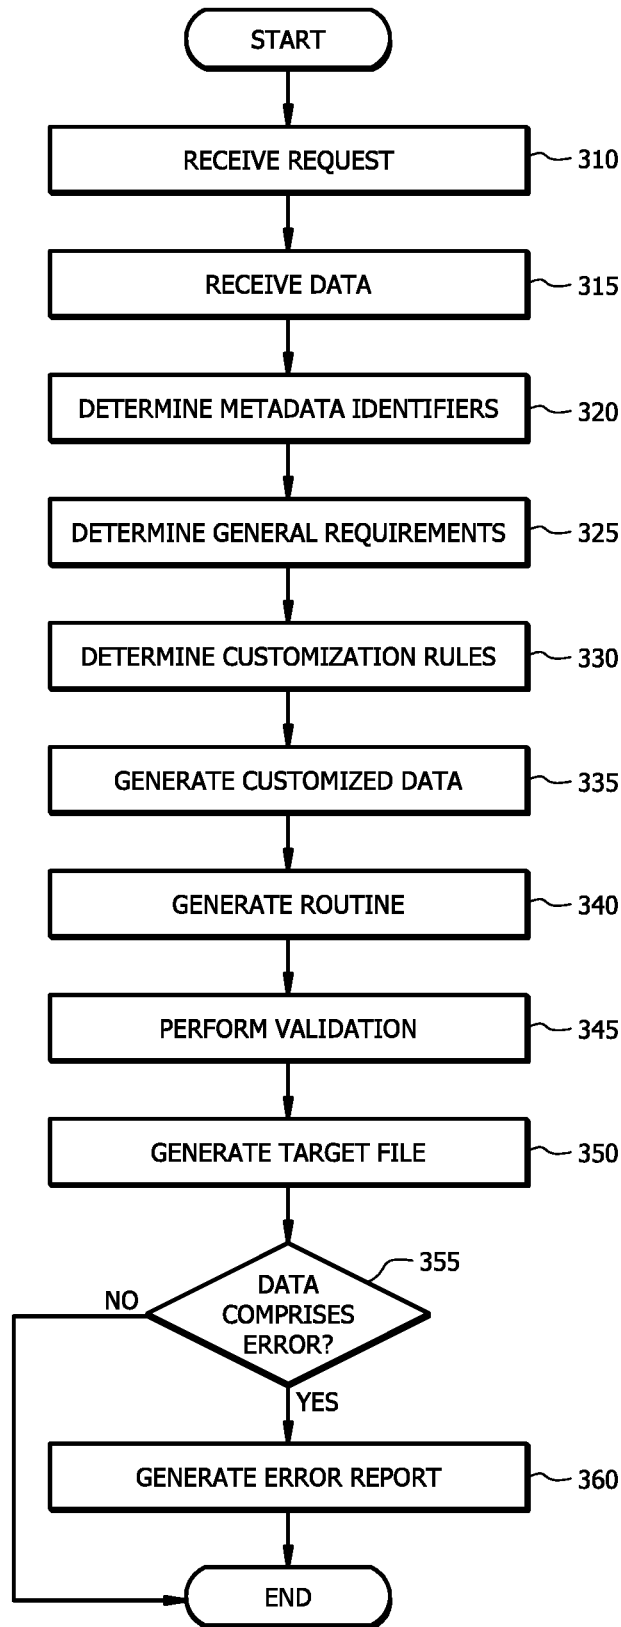 START
RECEIVE REQUEST
310
RECEIVE DATA
315
DETERMINE METADATA IDENTIFIERS
320
DETERMINE GENERAL REQUIREMENTS
325
DETERMINE CUSTOMIZATION RULES
330
GENERATE CUSTOMIZED DATA
335
GENERATE ROUTINE
340
PERFORM VALIDATION
345
GENERATE TARGET FILE
350
355
DATA
COMPRISES
ERROR?
NO
YES
GENERATE ERROR REPORT
360
END